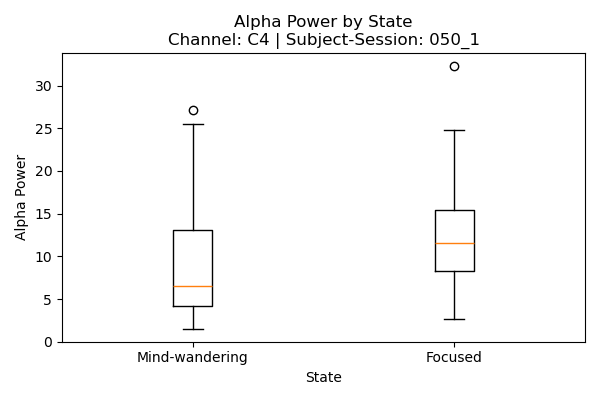 Alpha Power by State
Channel: C4 | Subject-Session: 050_1
30
25
20
15
10
5
0
Alpha Power
Mind-wandering
Focused
State